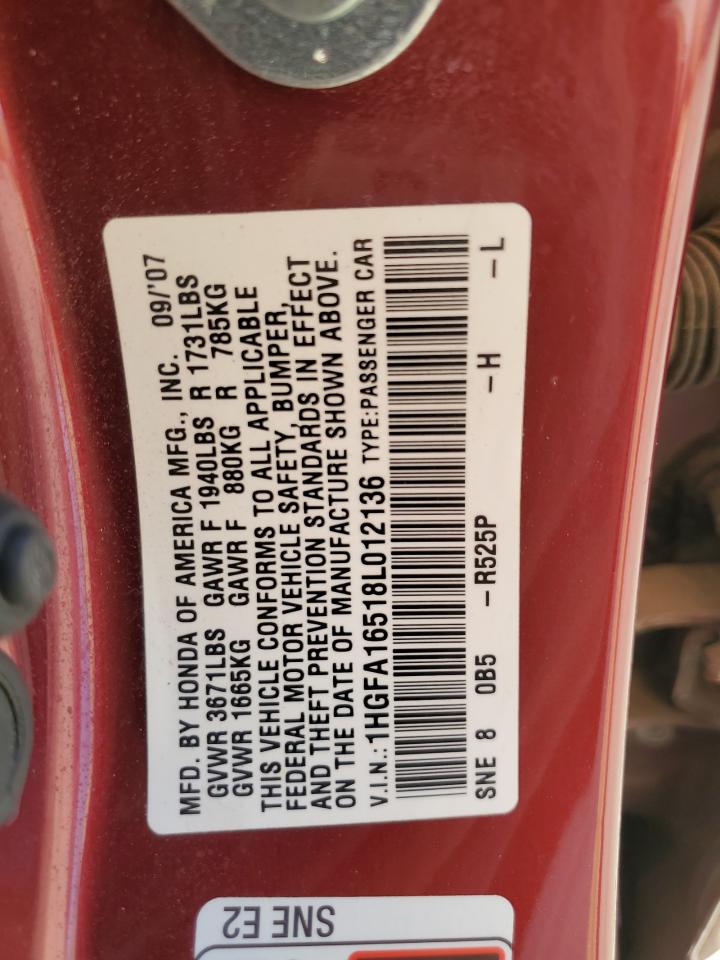 MFD. BY HONDA OF AMERICA MFG., INC. 09/'07
GVWR 3671LBS GAWR F 1940LBS R 1731LBS
GVWR 1665KG GAWR F 880KG R 785KG
THIS VEHICLE CONFORMS TO ALL APPLICABLE
FEDERAL MOTOR VEHICLE SAFETY, BUMPER,
AND THEFT PREVENTION STANDARDS IN EFFECT
ON THE DATE OF MANUFACTURE SHOWN ABOVE.
V.I.N.: 1HGFA16518L012136 TYPE:PASSENGER CAR
SNE 8 0B5 –R525P –H –L
SNE E2